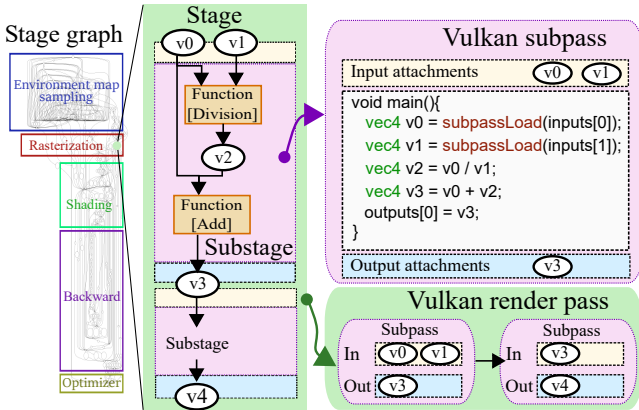 Stage graph
Environment map
sampling
Rasterization
Shading
Backward
Optimizer
Stage
v0
v1
Function
[Division]
v2
Function
[Add]
Substage
v3
Substage
v4
Vulkan subpass
Input attachments
v0
v1
void main(){
vec4 v0 = subpassLoad(inputs[0]);
vec4 v1 = subpassLoad(inputs[1]);
vec4 v2 = v0 / v1;
vec4 v3 = v0 + v2;
outputs[0] = v3;
}
Output attachments
v3
Vulkan render pass
Subpass
In
v0
v1
Out
v3
Subpass
In
v3
Out
v4